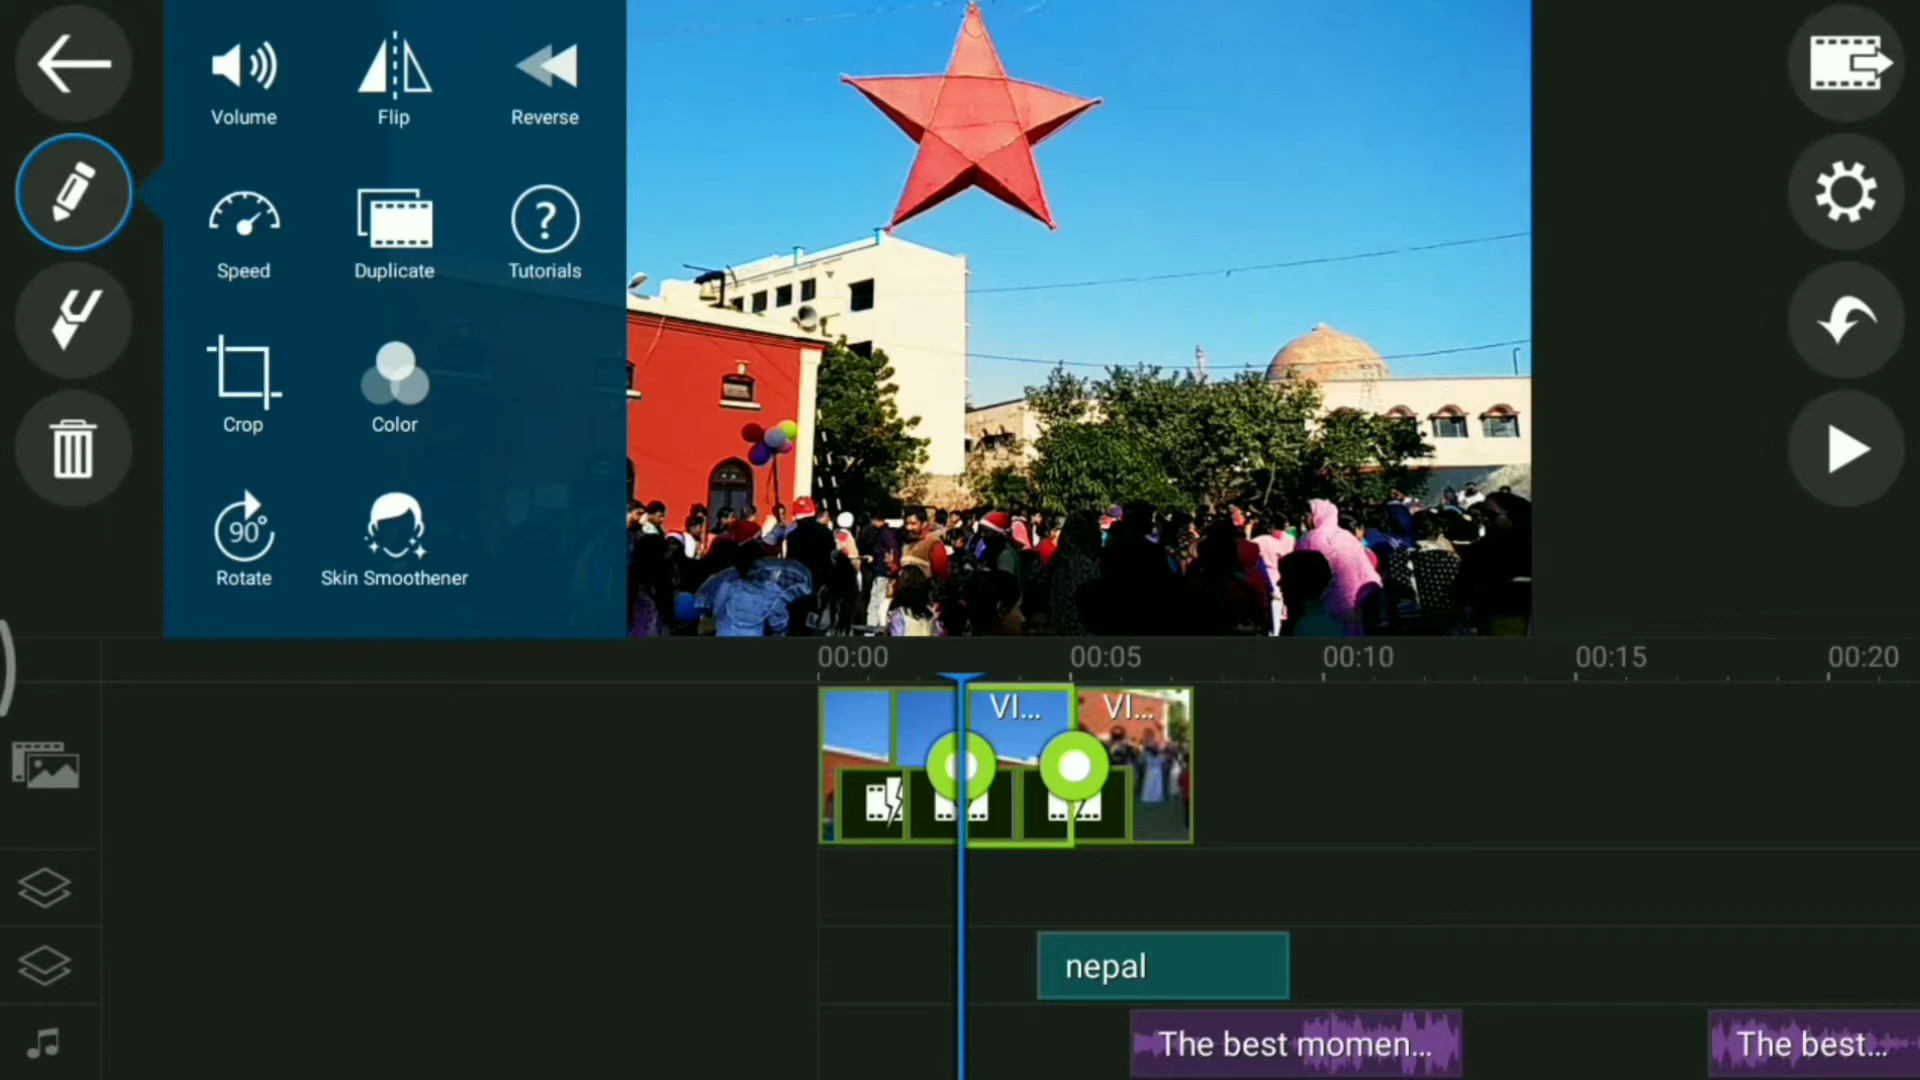 Volume
Flip
Reverse
Speed
Duplicate
?
Tutorials
Crop
Color
90°
Rotate
Skin Smoothener
00:00
00:05
00:10
00:15
00:20
VI...
VI...
nepal
The best momen...
The best...